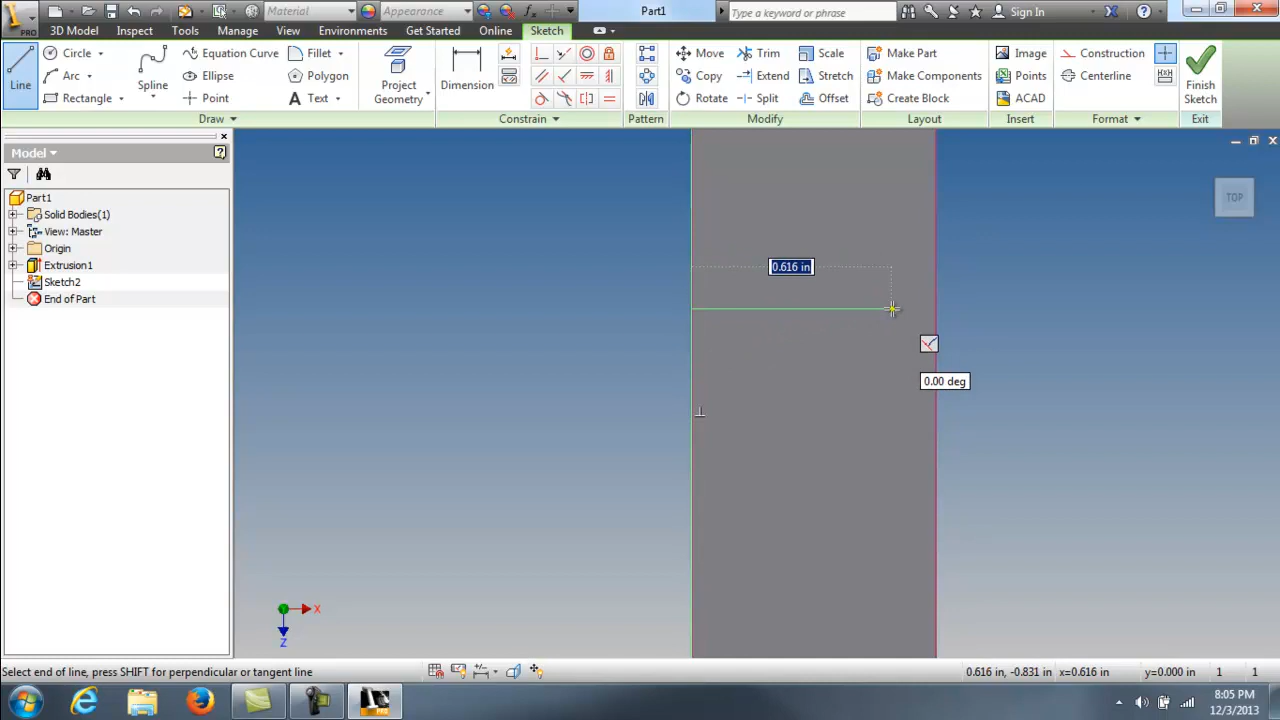 Material
Appearance
Part1
Type a keyword or phrase
Sign In
PRO
3D Model
Inspect
Tools
Manage
View
Environments
Get Started
Online
Sketch
Line
Circle
Arc
Rectangle
Spline
Equation Curve
Ellipse
Point
Fillet
Polygon
Text
Project Geometry
Dimension
Move
Copy
Rotate
Trim
Extend
Split
Scale
Stretch
Offset
Make Part
Make Components
Create Block
Image
Points
ACAD
Construction
Centerline
Finish Sketch
Draw
Constrain
Pattern
Modify
Layout
Insert
Format
Exit
Model
Part1
Solid Bodies(1)
View: Master
Origin
Extrusion1
Sketch2
End of Part
TOP
0.616 in
0.00 deg
X
Z
Select end of line, press SHIFT for perpendicular or tangent line
0.616 in, -0.831 in
x=0.616 in
y=0.000 in
1
1
8:05 PM
12/3/2013